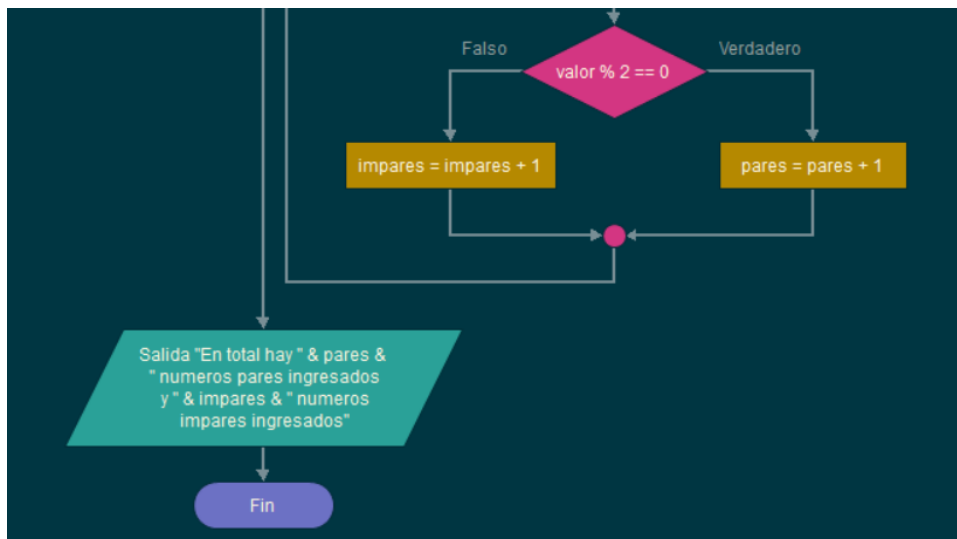 Falso
Verdadero
valor % 2 == 0
impares = impares + 1
pares = pares + 1
Salida "En total hay " & pares &
" numeros pares ingresados
y " & impares & " numeros
impares ingresados"
Fin